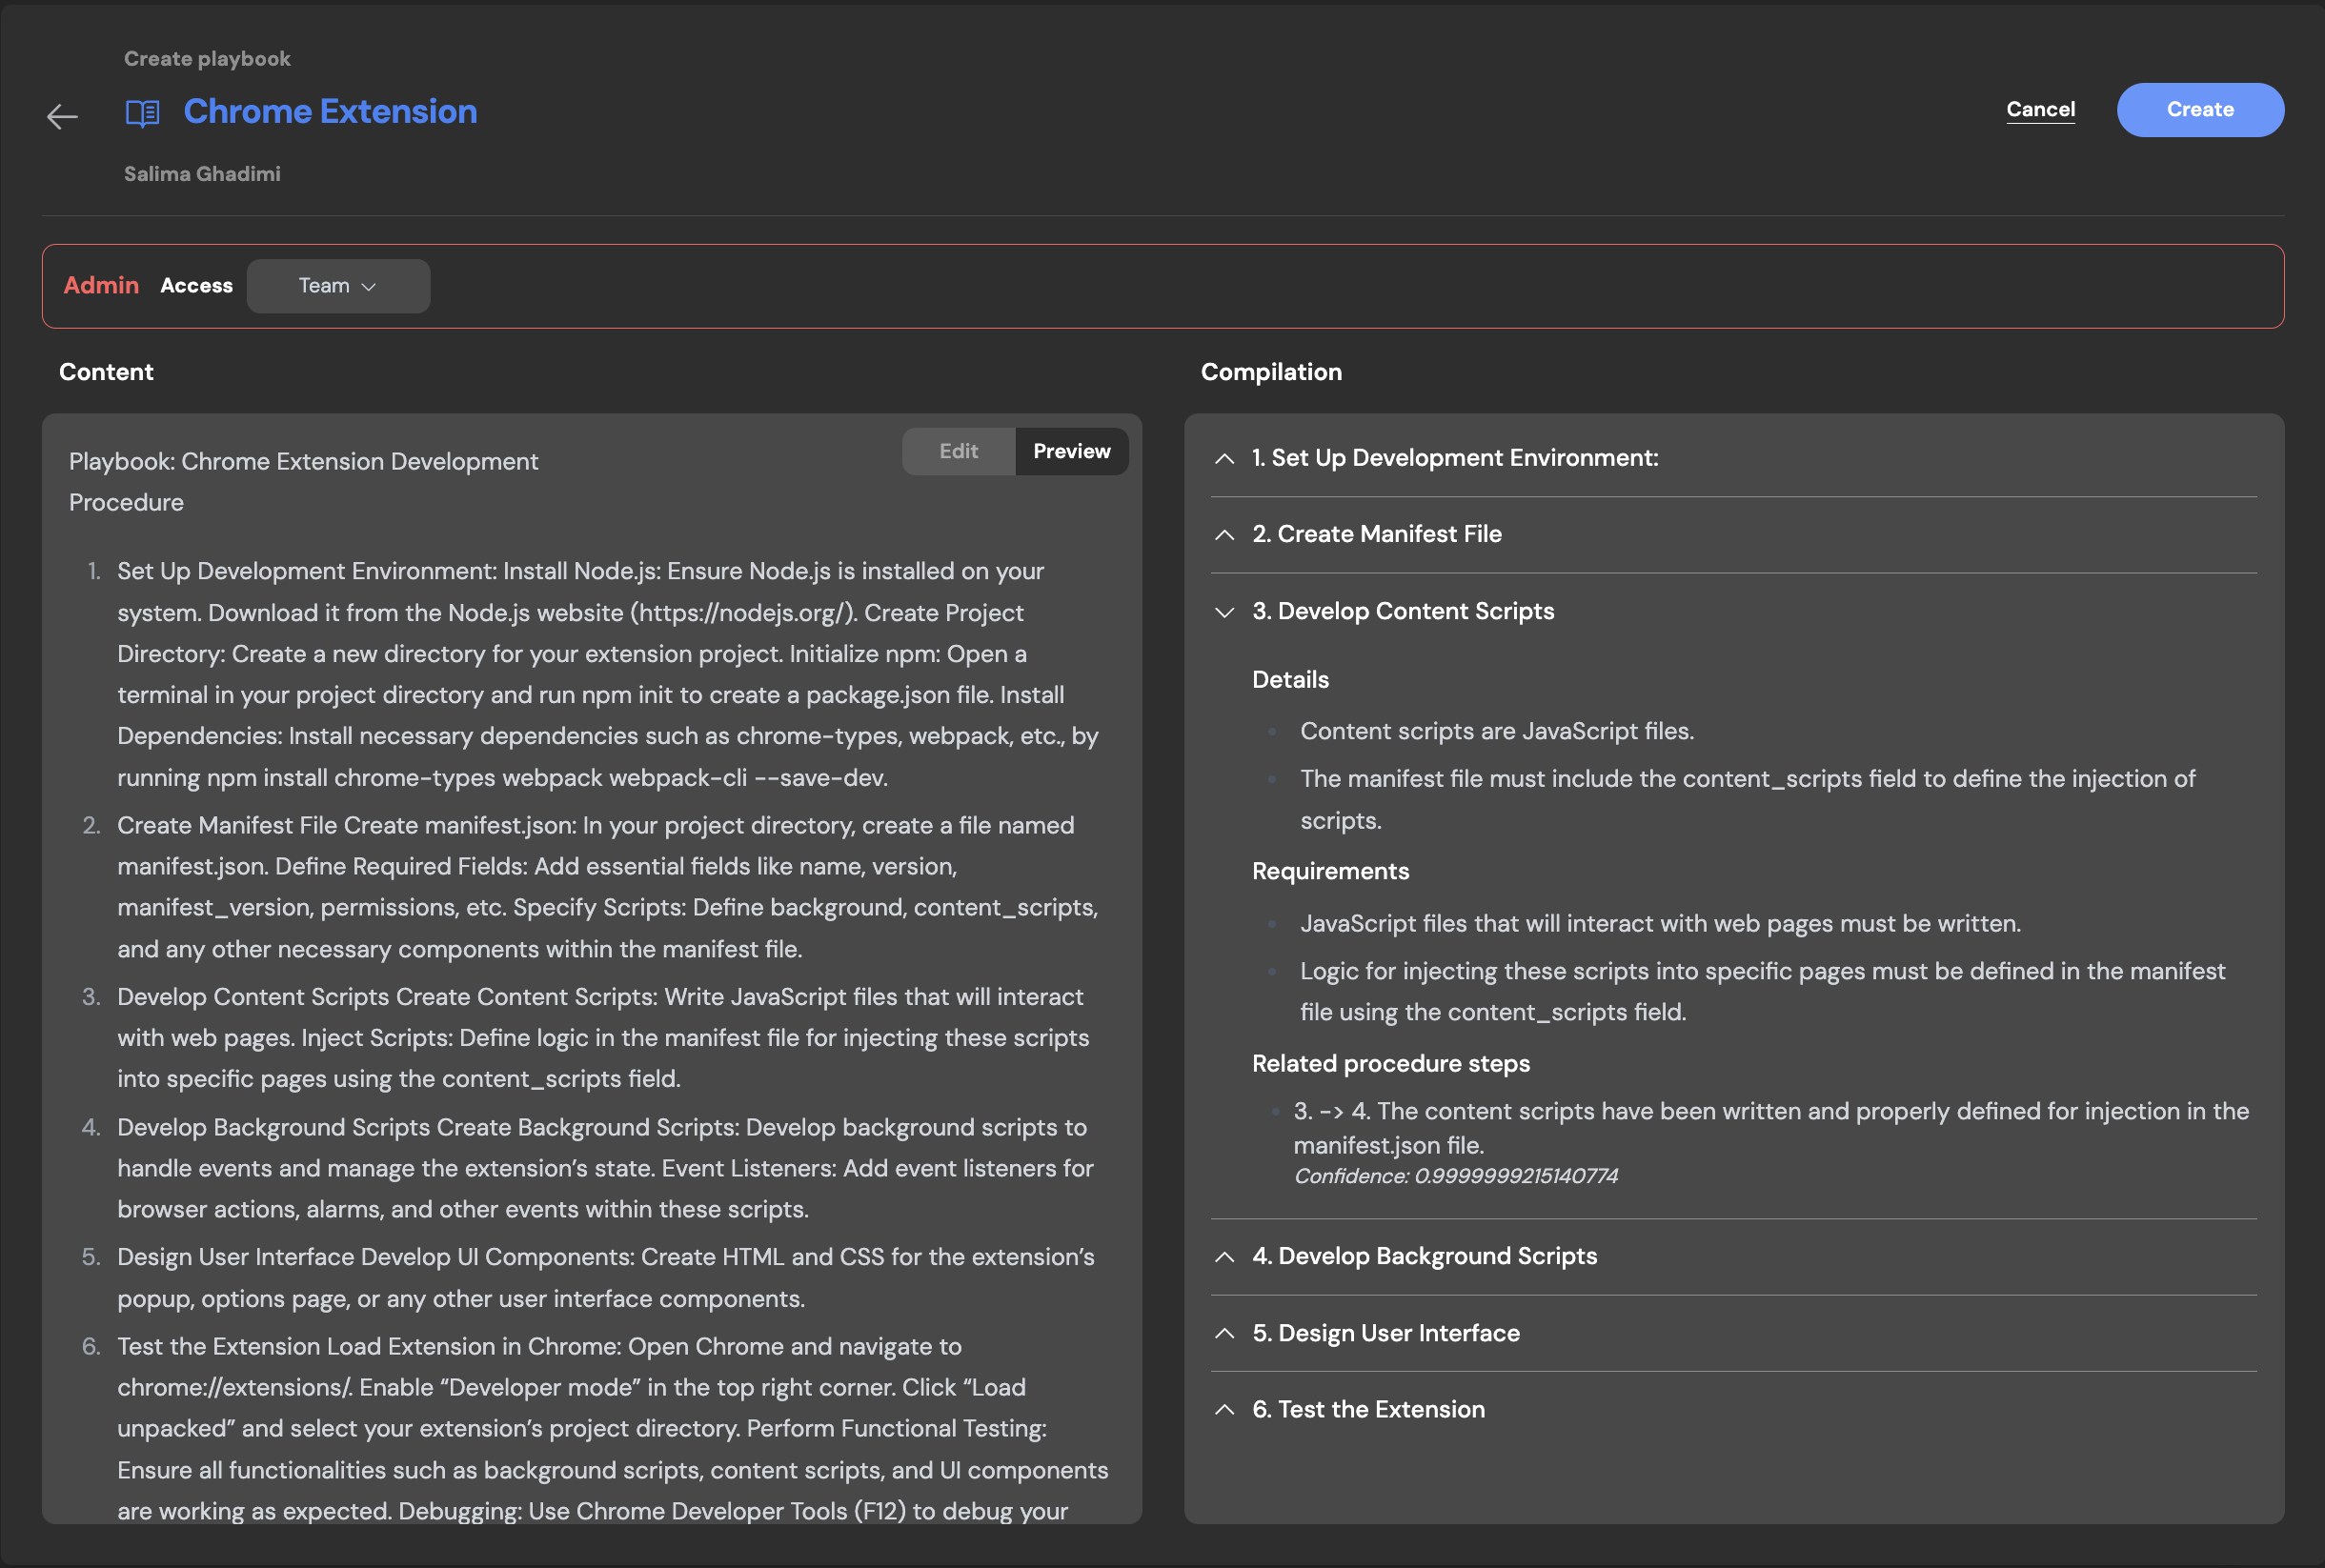 Create playbook
Chrome Extension
Salima Ghadimi
Cancel
Create
Admin Access Team
Content
Edit Preview
Playbook: Chrome Extension Development
Procedure
1. Set Up Development Environment: Install Node.js: Ensure Node.js is installed on your
system. Download it from the Node.js website (https://nodejs.org/). Create Project
Directory: Create a new directory for your extension project. Initialize npm: Open a
terminal in your project directory and run npm init to create a package.json file. Install
Dependencies: Install necessary dependencies such as chrome-types, webpack, etc., by
running npm install chrome-types webpack webpack-cli --save-dev.
2. Create Manifest File Create manifest.json: In your project directory, create a file named
manifest.json. Define Required Fields: Add essential fields like name, version,
manifest_version, permissions, etc. Specify Scripts: Define background, content_scripts,
and any other necessary components within the manifest file.
3. Develop Content Scripts Create Content Scripts: Write JavaScript files that will interact
with web pages. Inject Scripts: Define logic in the manifest file for injecting these scripts
into specific pages using the content_scripts field.
4. Develop Background Scripts Create Background Scripts: Develop background scripts to
handle events and manage the extension’s state. Event Listeners: Add event listeners for
browser actions, alarms, and other events within these scripts.
5. Design User Interface Develop UI Components: Create HTML and CSS for the extension’s
popup, options page, or any other user interface components.
6. Test the Extension Load Extension in Chrome: Open Chrome and navigate to
chrome://extensions/. Enable “Developer mode” in the top right corner. Click “Load
unpacked” and select your extension’s project directory. Perform Functional Testing:
Ensure all functionalities such as background scripts, content scripts, and UI components
are working as expected. Debugging: Use Chrome Developer Tools (F12) to debug your
Compilation
1. Set Up Development Environment:
2. Create Manifest File
3. Develop Content Scripts
Details
Content scripts are JavaScript files.
The manifest file must include the content_scripts field to define the injection of
scripts.
Requirements
JavaScript files that will interact with web pages must be written.
Logic for injecting these scripts into specific pages must be defined in the manifest
file using the content_scripts field.
Related procedure steps
3. -> 4. The content scripts have been written and properly defined for injection in the
manifest.json file.
Confidence: 0.9999999215140774
4. Develop Background Scripts
5. Design User Interface
6. Test the Extension